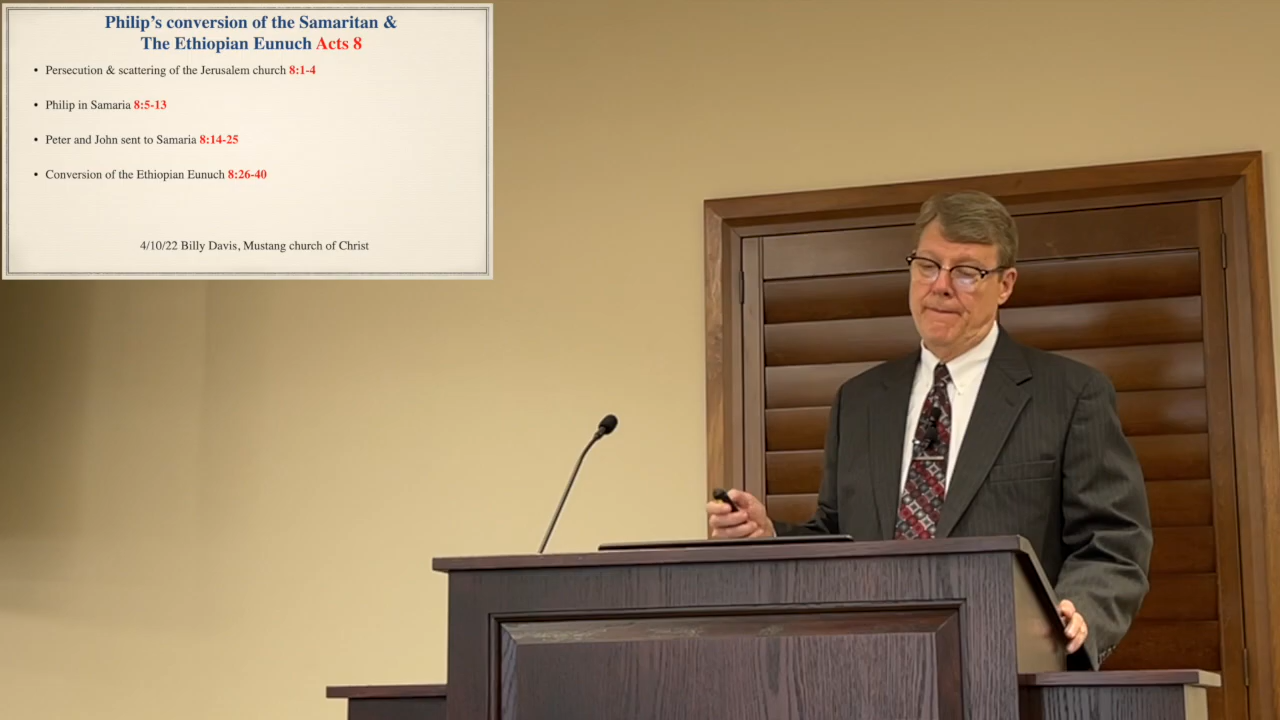 Philip’s conversion of the Samaritan &
The Ethiopian Eunuch Acts 8
• Persecution & scattering of the Jerusalem church 8:1-4
• Philip in Samaria 8:5-13
• Peter and John sent to Samaria 8:14-25
• Conversion of the Ethiopian Eunuch 8:26-40
4/10/22 Billy Davis, Mustang church of Christ